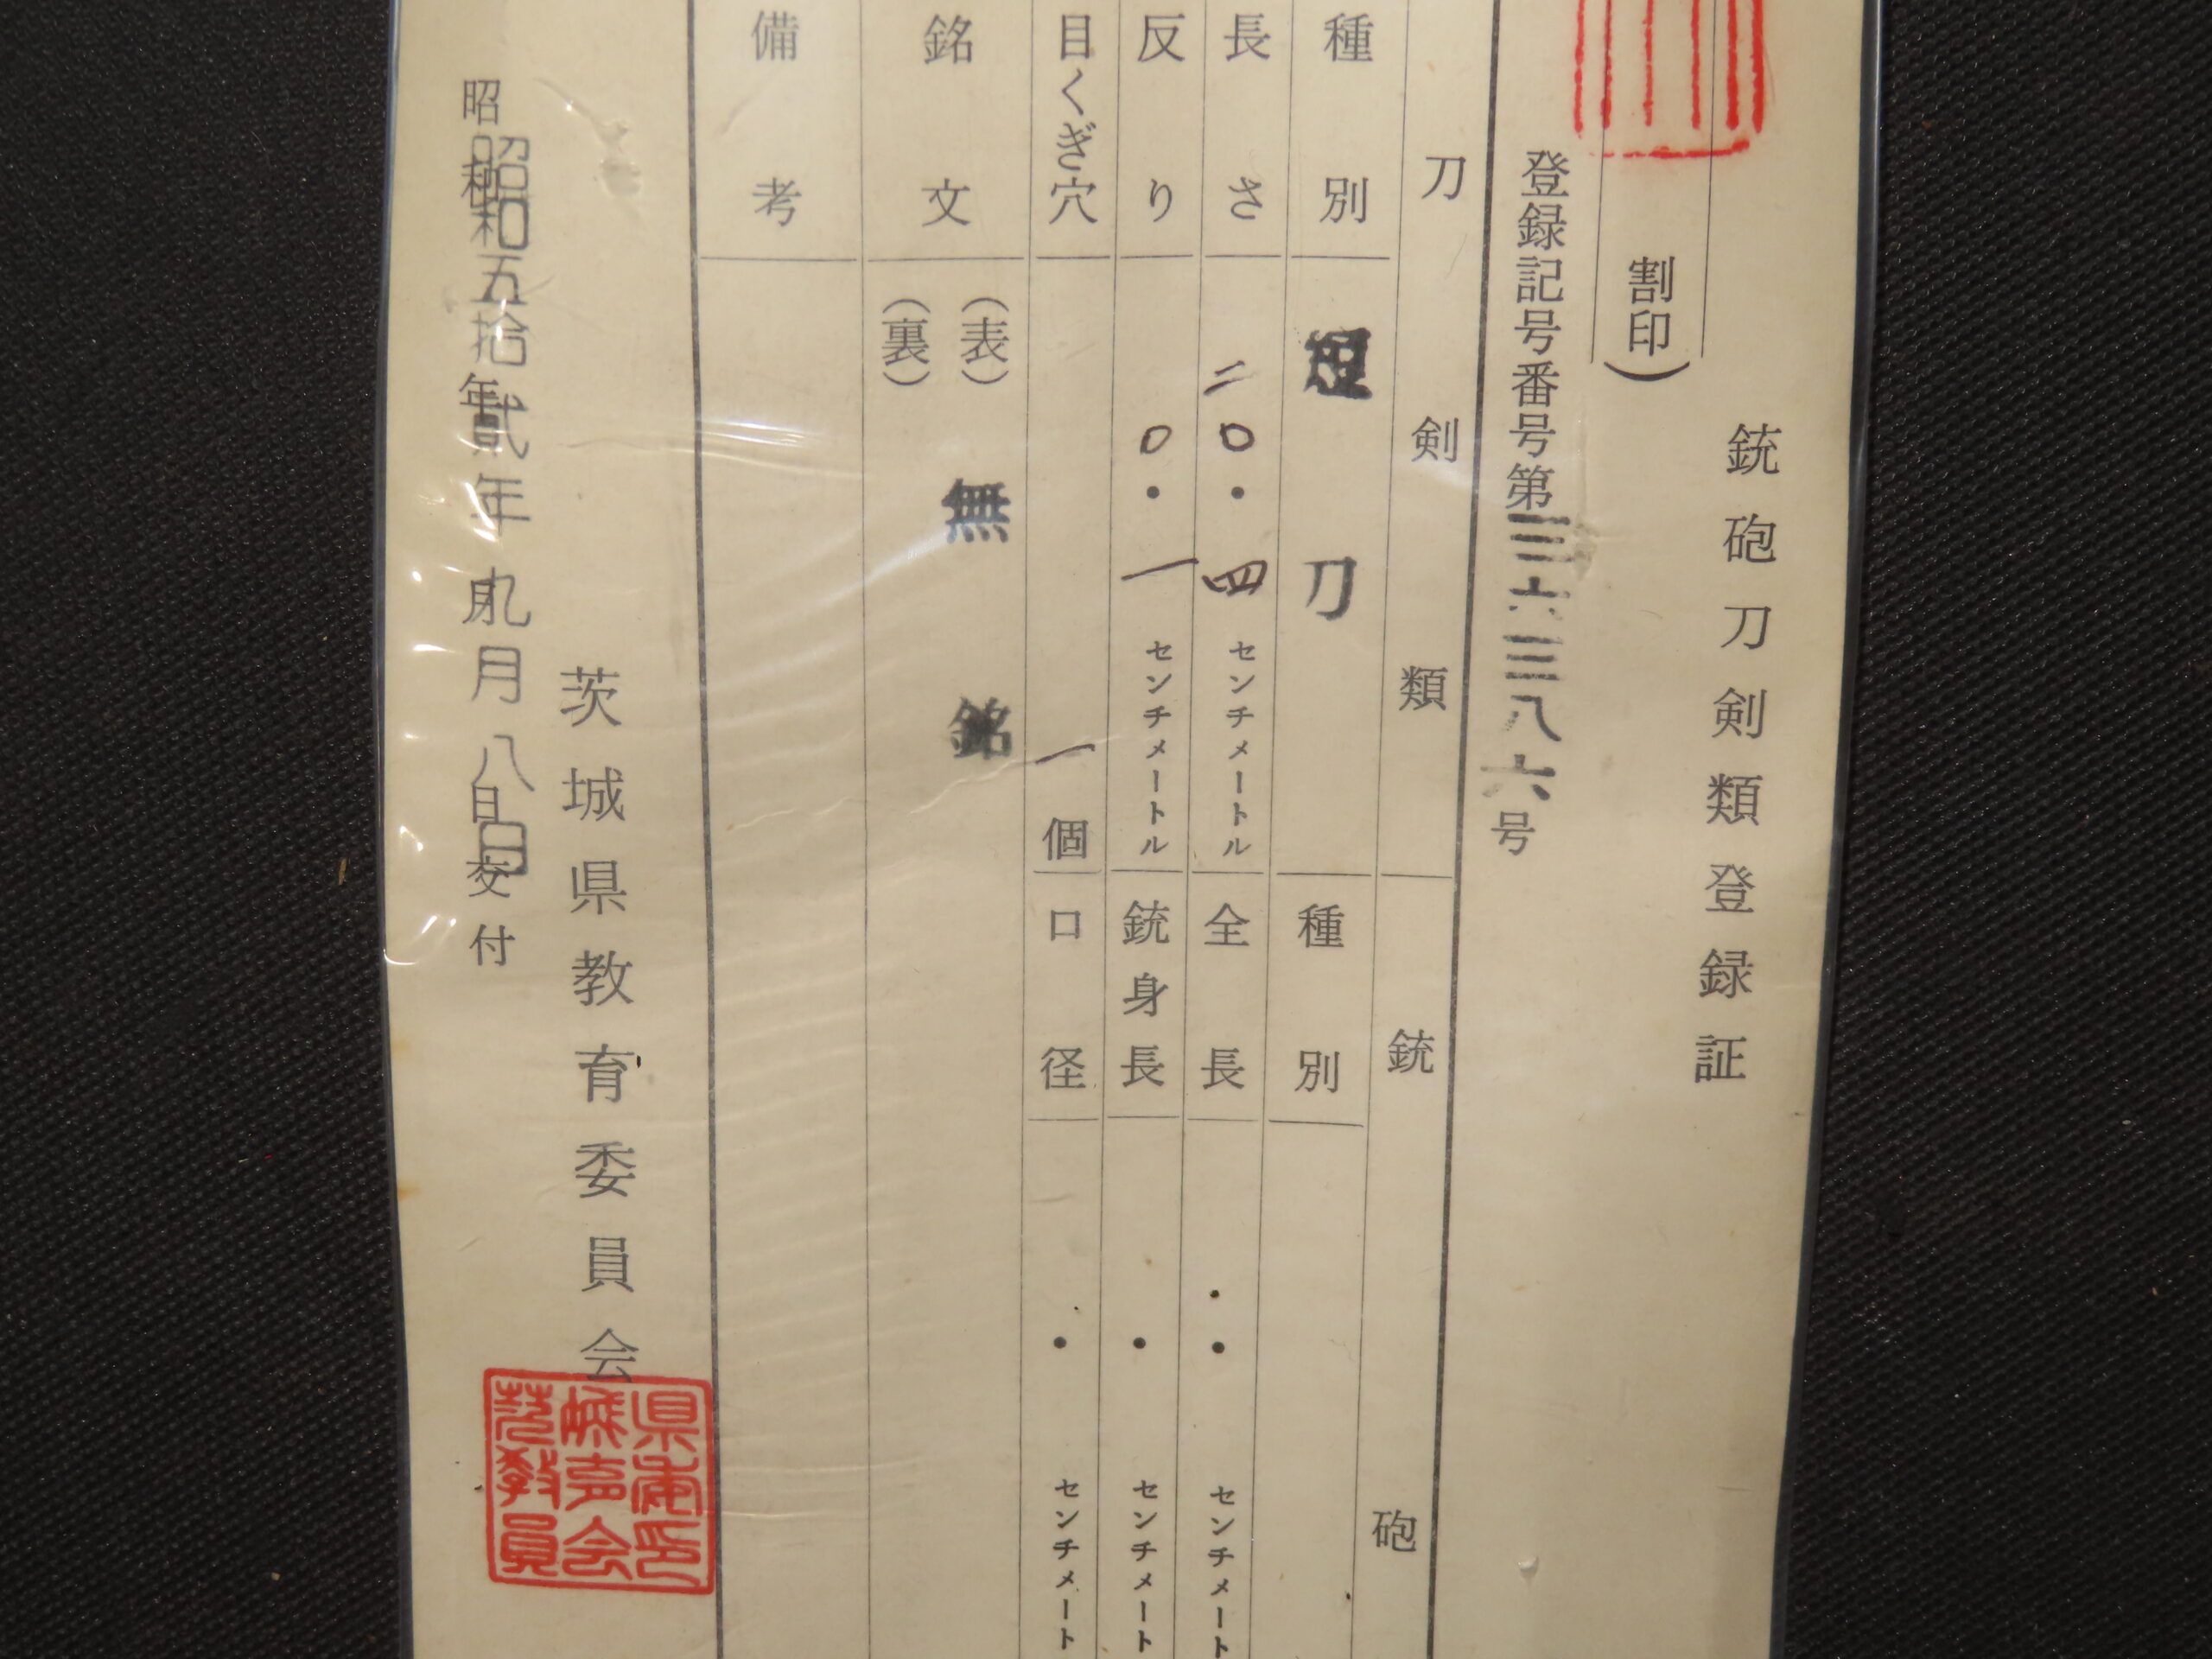 銃砲刀剣類登録証
（割印）
登録記号番号第三六三八六号
刀剣類
銃砲
種別 短刀
種別
長さ 二〇・四センチメートル
全長 ・センチメート
反り 〇・一センチメートル
銃身長 ・センチメート
目くぎ穴 一個
口径 ・センチメート
銘文 (表) 無銘
(裏)
備考
茨城県教育委員会
昭和五拾貳年九月八日
昭和 年 月 日交付